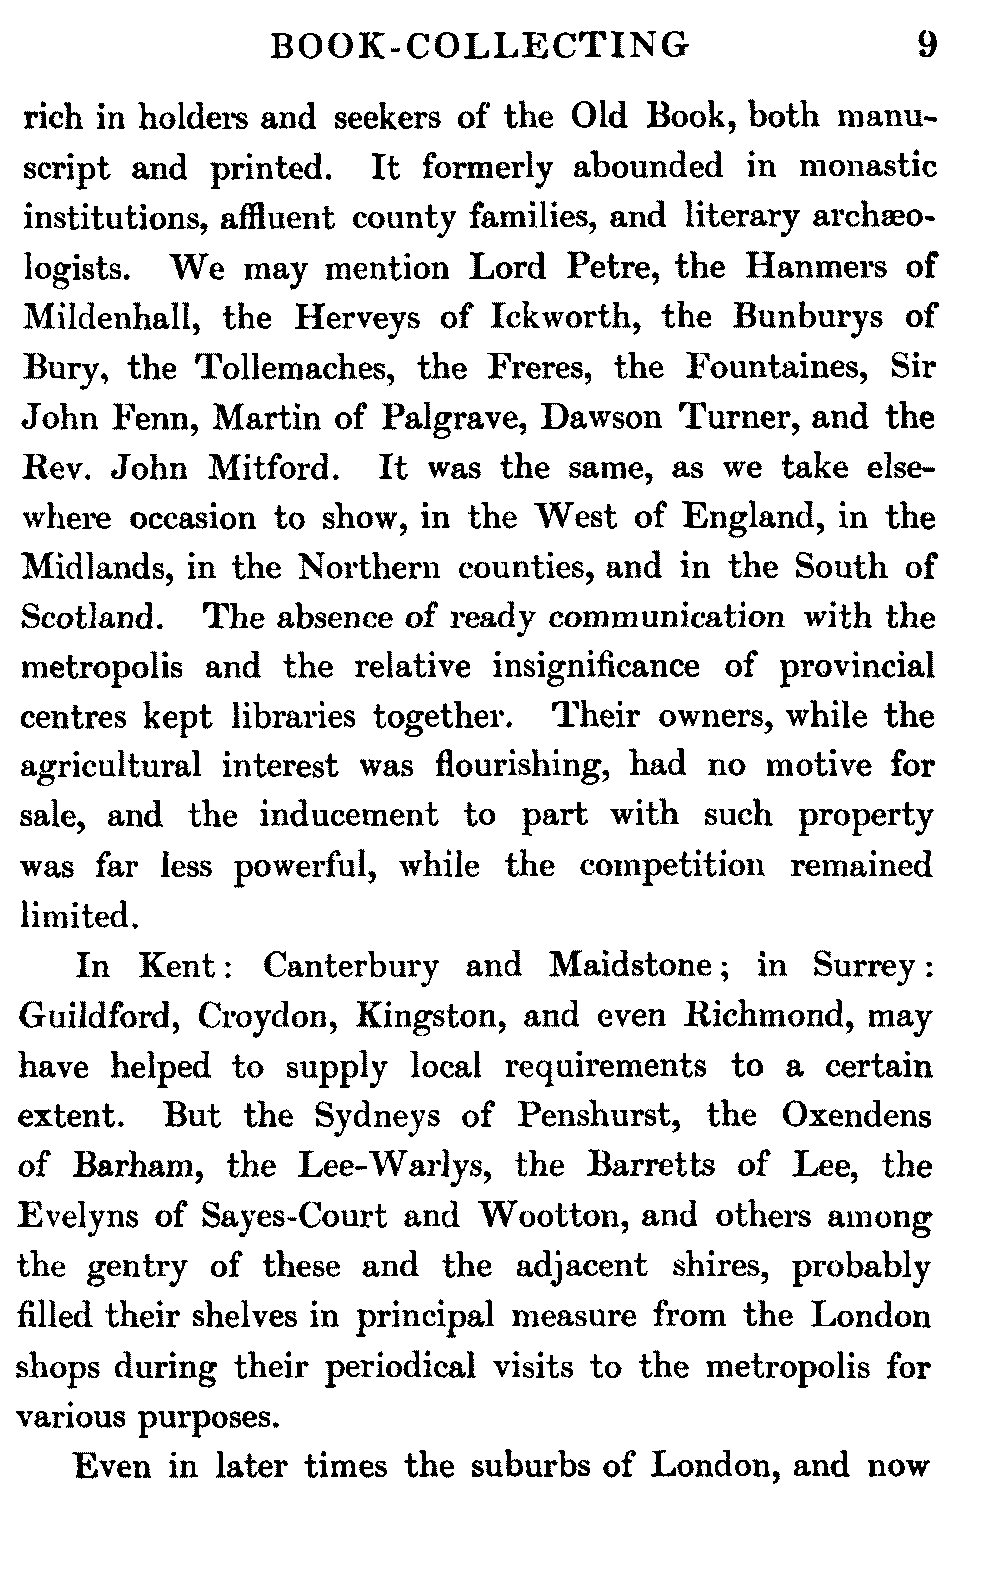 BOOK-COLLECTING 9
rich in holders and seekers of the Old Book, both manu-
script and printed. It formerly abounded in monastic
institutions, affluent county families, and literary archæo-
logists. We may mention Lord Petre, the Hanmers of
Mildenhall, the Herveys of Ickworth, the Bunburys of
Bury, the Tollemaches, the Freres, the Fountaines, Sir
John Fenn, Martin of Palgrave, Dawson Turner, and the
Rev. John Mitford. It was the same, as we take else-
where occasion to show, in the West of England, in the
Midlands, in the Northern counties, and in the South of
Scotland. The absence of ready communication with the
metropolis and the relative insignificance of provincial
centres kept libraries together. Their owners, while the
agricultural interest was flourishing, had no motive for
sale, and the inducement to part with such property
was far less powerful, while the competition remained
limited.
In Kent: Canterbury and Maidstone; in Surrey:
Guildford, Croydon, Kingston, and even Richmond, may
have helped to supply local requirements to a certain
extent. But the Sydneys of Penshurst, the Oxendens
of Barham, the Lee-Warlys, the Barretts of Lee, the
Evelyns of Sayes-Court and Wootton, and others among
the gentry of these and the adjacent shires, probably
filled their shelves in principal measure from the London
shops during their periodical visits to the metropolis for
various purposes.
Even in later times the suburbs of London, and now